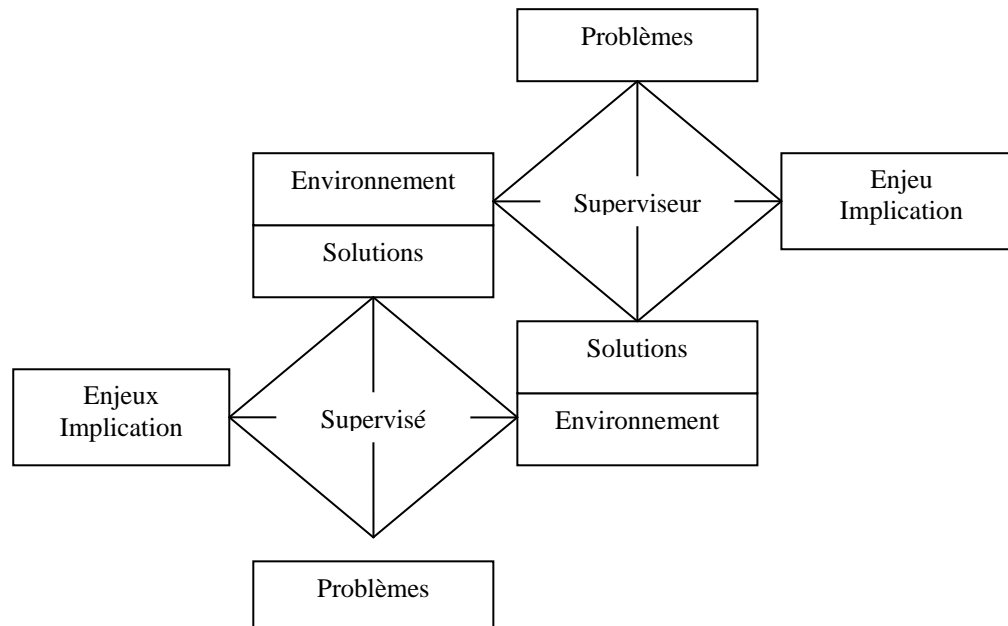 Problèmes
Environnement
Superviseur
Enjeu
Implication
Solutions
Solutions
Enjeux
Implication
Supervisé
Environnement
Problèmes